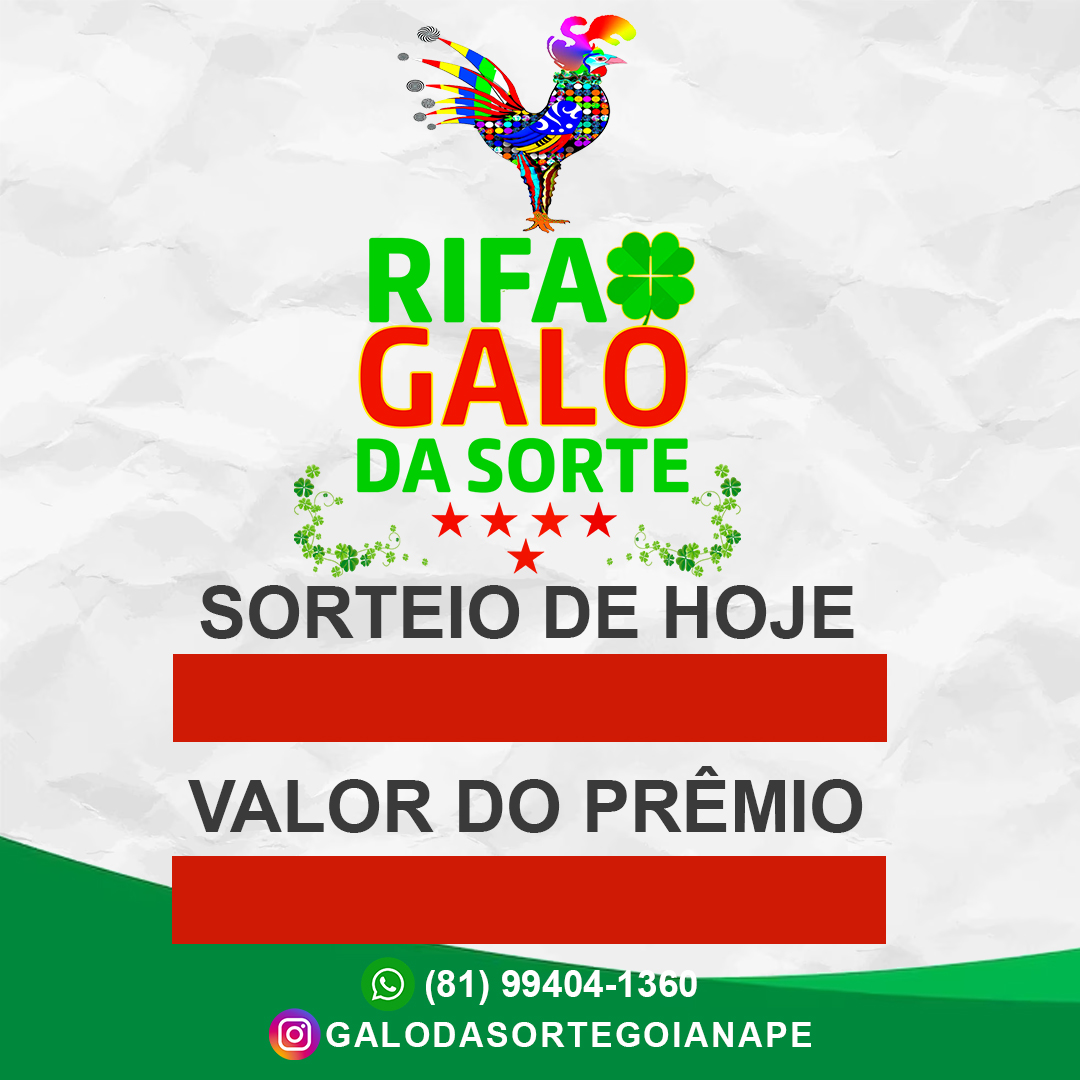 RIFA
GALO
DA SORTE
SORTEIO DE HOJE
VALOR DO PRÊMIO
(81) 99404-1360
GALODASORTEGOIANAPE